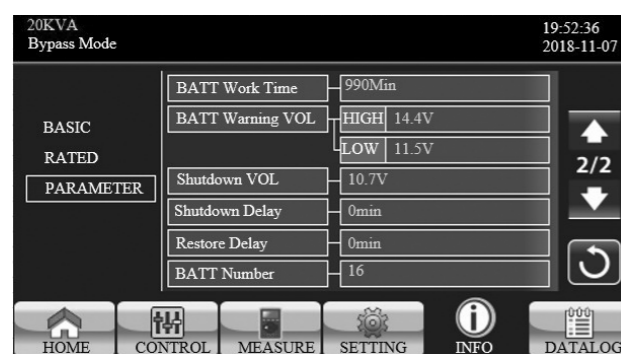 20KVA 19:52:36
Bypass Mode 2018-11-07
BASIC
RATED
PARAMETER
BATT Work Time 990Min
BATT Warning VOL HIGH 14.4V
LOW 11.5V
Shutdown VOL 10.7V
Shutdown Delay 0min
Restore Delay 0min
BATT Number 16
2/2
HOME CONTROL MEASURE SETTING INFO DATALOG